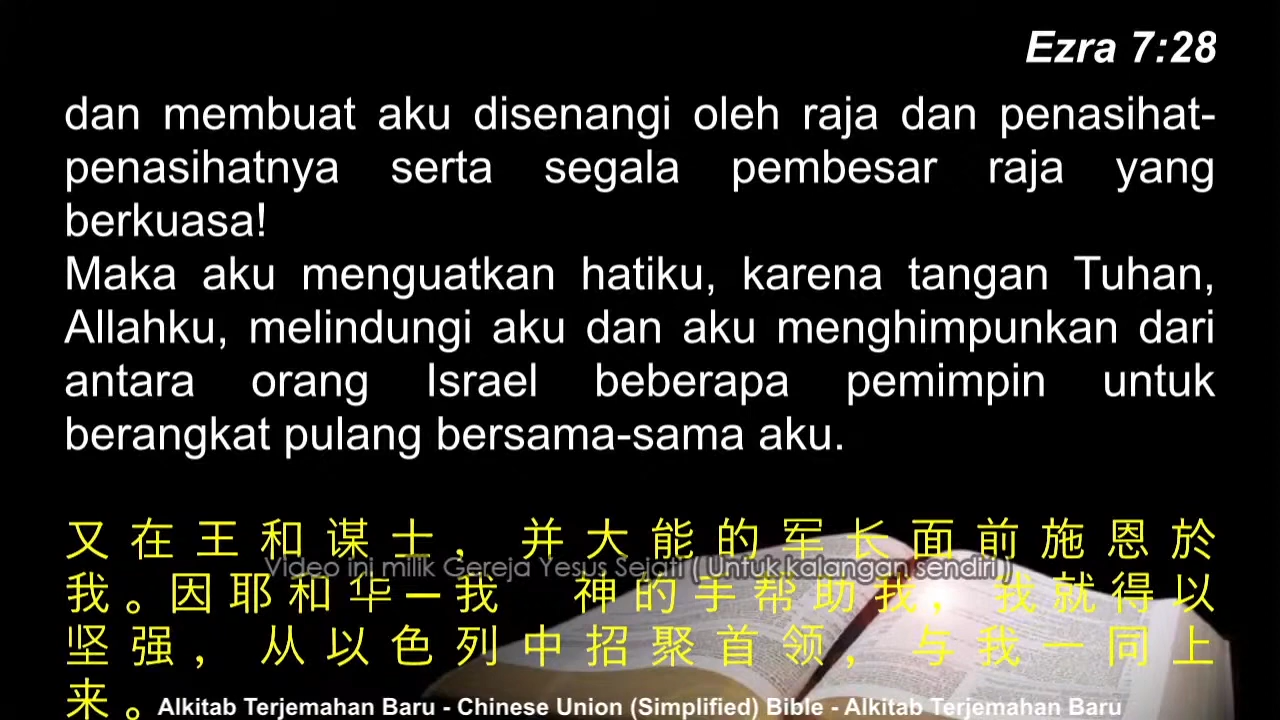 Ezra 7:28
dan membuat aku disenangi oleh raja dan penasihat-
penasihatnya serta segala pembesar raja yang
berkuasa!
Maka aku menguatkan hatiku, karena tangan Tuhan,
Allahku, melindungi aku dan aku menghimpunkan dari
antara orang Israel beberapa pemimpin untuk
berangkat pulang bersama-sama aku.
又在王和谋士，并大能的军长面前施恩於
Video ini milik Gereja Yesus Sejati ( Untuk kalangan sendiri )
我。因耶和华─我　神的手帮助我，我就得以
坚强，从以色列中招聚首领，与我一同上
来。
Alkitab Terjemahan Baru - Chinese Union (Simplified) Bible - Alkitab Terjemahan Baru